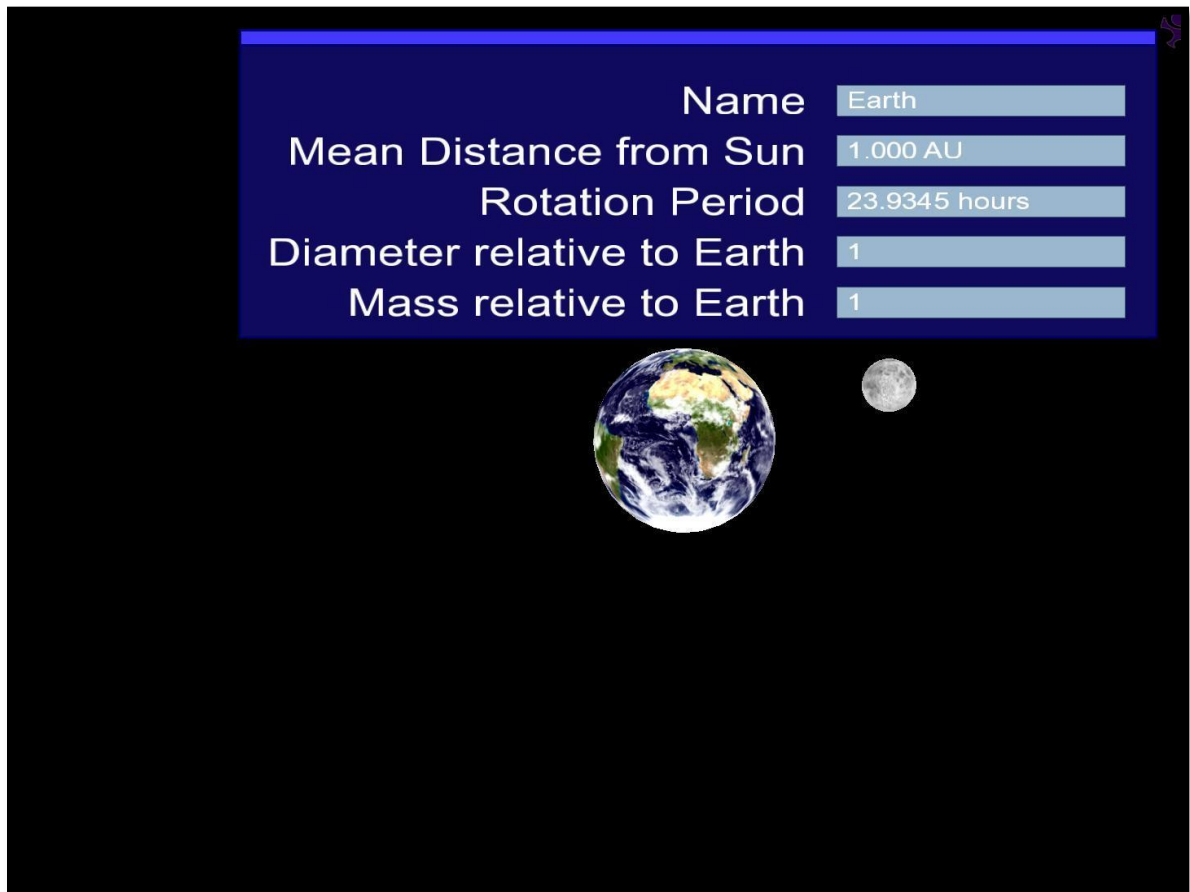 Name Earth
Mean Distance from Sun 1.000 AU
Rotation Period 23.9345 hours
Diameter relative to Earth 1
Mass relative to Earth 1